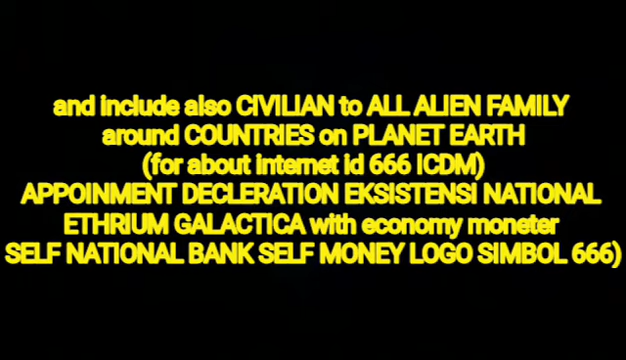 and include also CIVILIAN to ALL ALIEN FAMILY
around COUNTRIES on PLANET EARTH
(for about internet id 666 ICDM)
APPOINMENT DECLERATION EKSISTENSI NATIONAL
ETHRIUM GALACTICA with economy moneter
SELF NATIONAL BANK SELF MONEY LOGO SIMBOL 666)